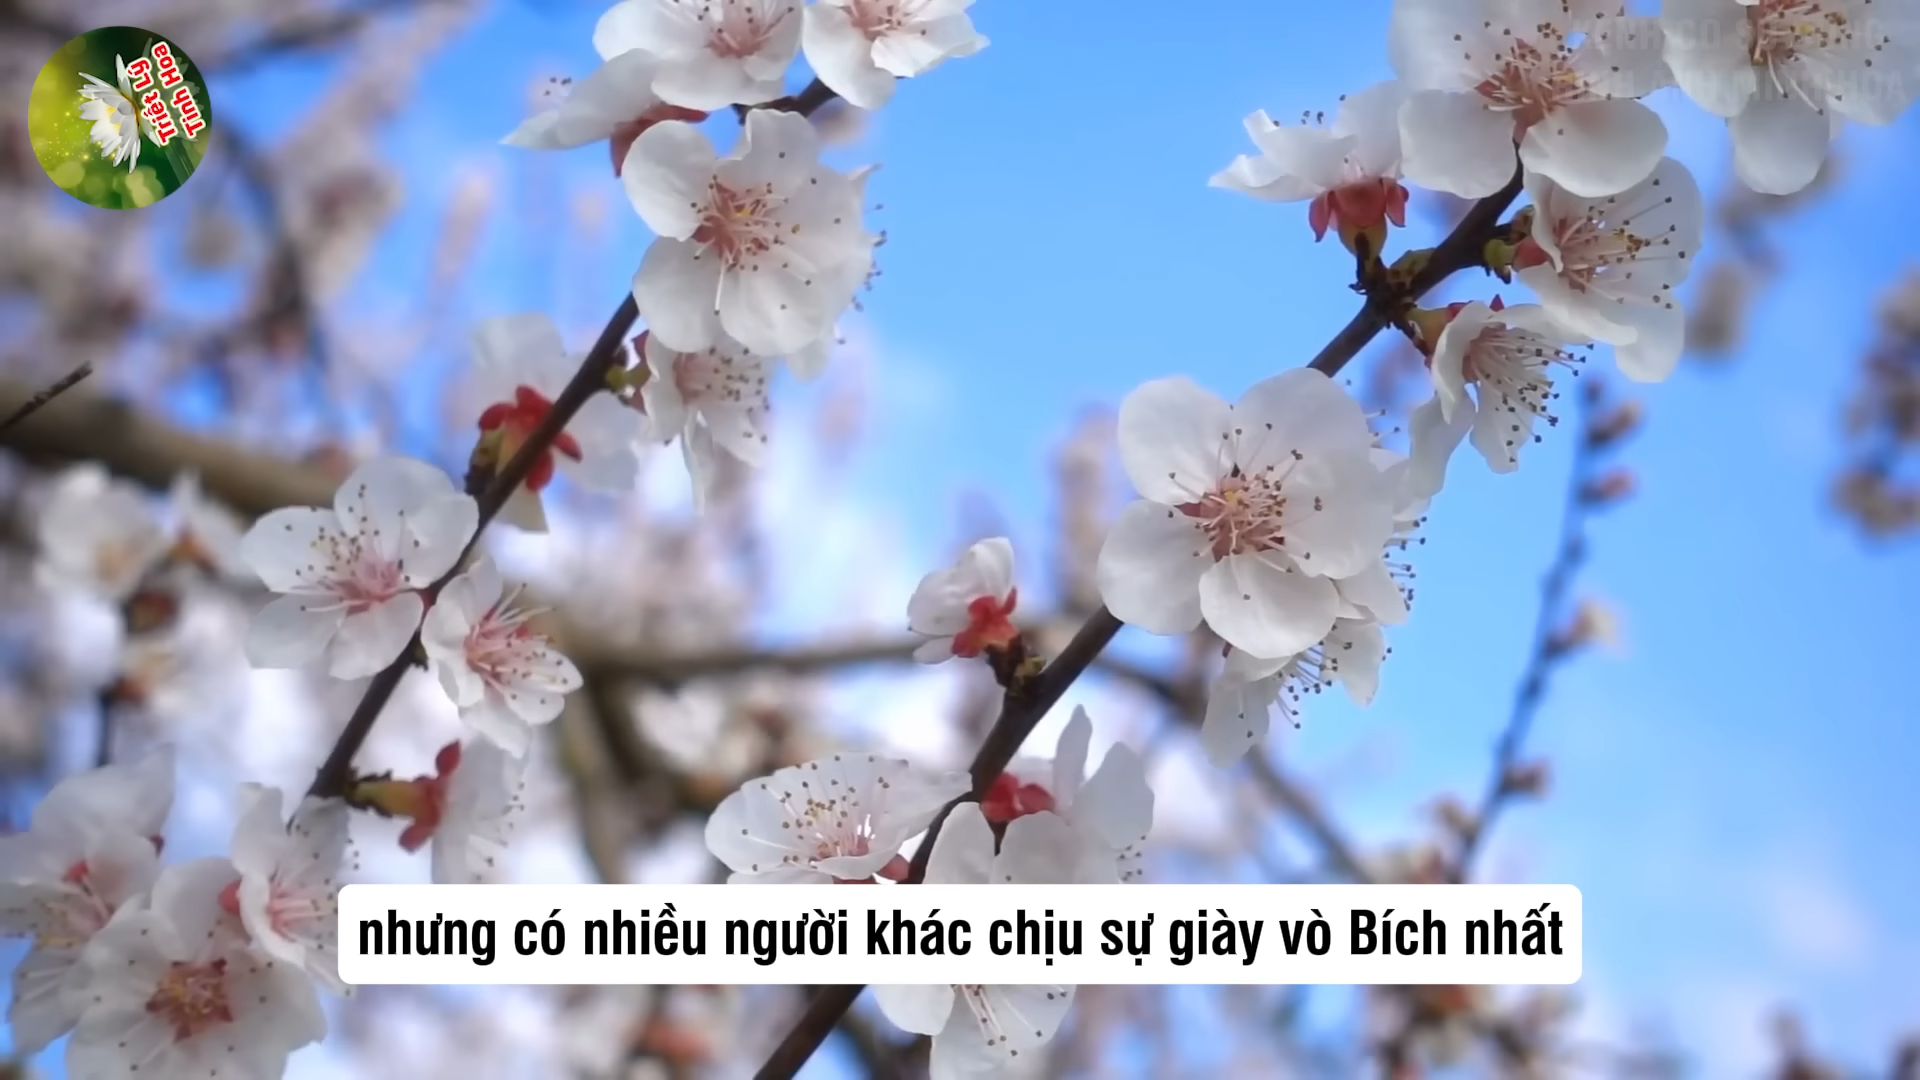 Triết Lý
Tinh Hoa
nhưng có nhiều người khác chịu sự giày vò Bích nhất